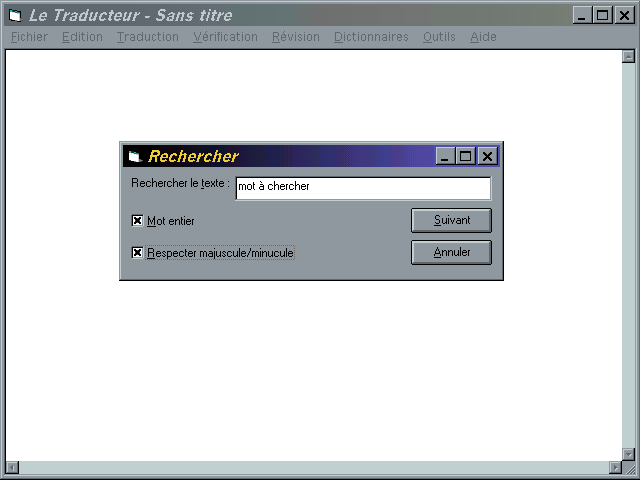 Le Traducteur - Sans titre
Fichier Edition Traduction Vérification Révision Dictionnaires Outils Aide
Rechercher
Rechercher le texte : mot à chercher
Mot entier Suivant
Respecter majuscule/minucule Annuler